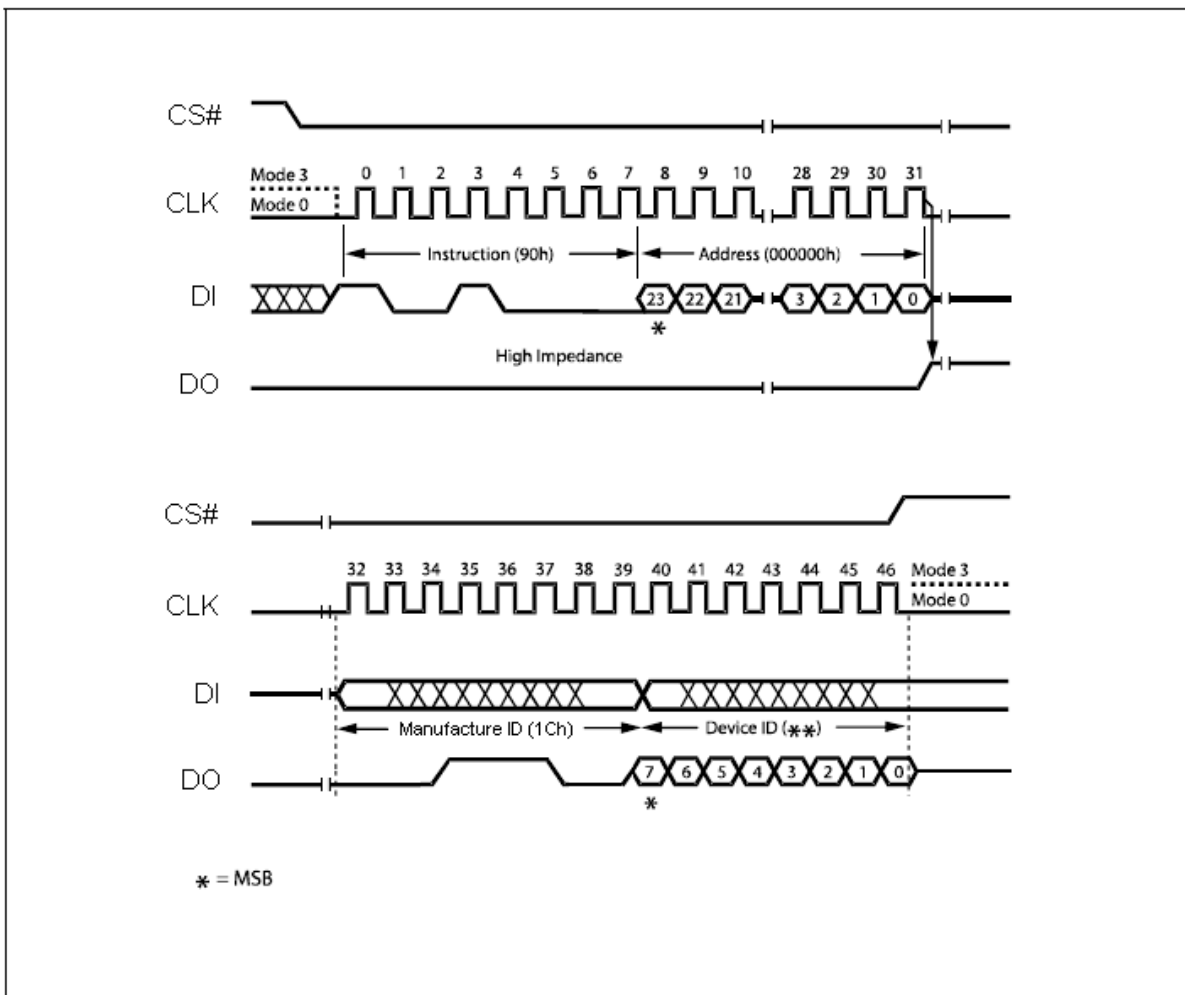 CS#
Mode 3
0 1 2 3 4 5 6 7 8 9 10 28 29 30 31
CLK
Mode 0
Instruction (90h) Address (000000h)
DI 23 22 21 3 2 1 0
*
High Impedance
DO
CS#
32 33 34 35 36 37 38 39 40 41 42 43 44 45 46 Mode 3
CLK Mode 0
DI
Manufacture ID (1Ch) Device ID (**)
DO 7 6 5 4 3 2 1 0
*
* = MSB